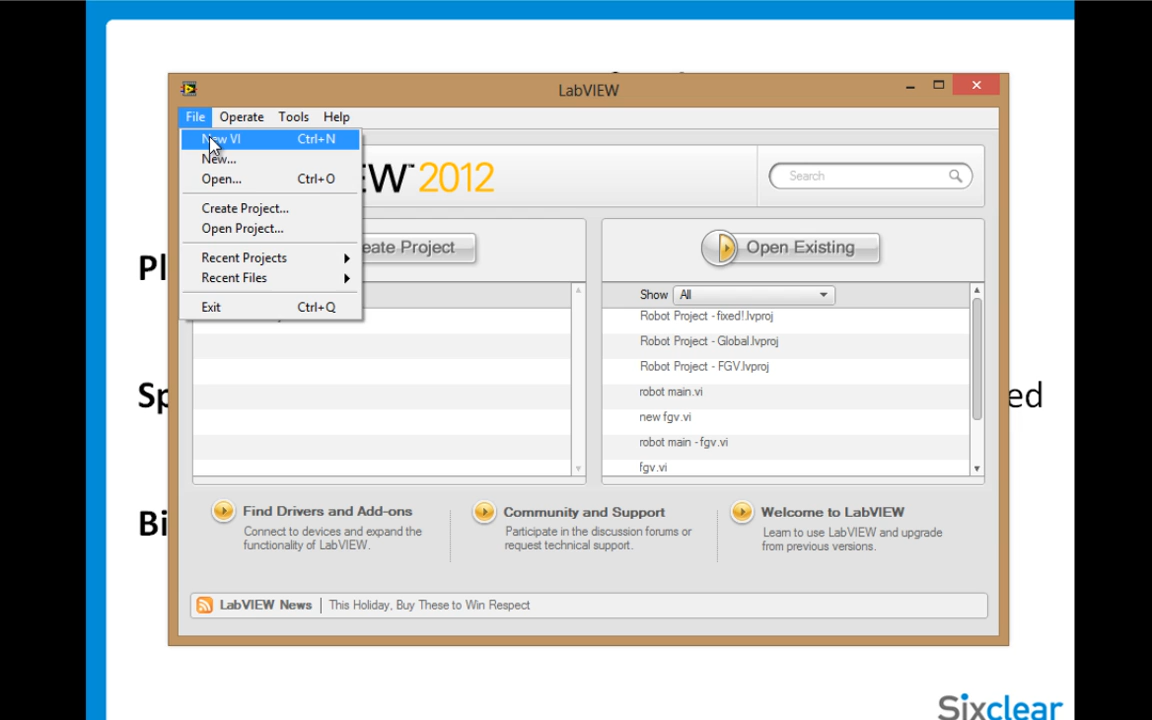 LabVIEW
File Operate Tools Help
New VI Ctrl+N
New...
Open... Ctrl+O
Create Project...
Open Project...
Recent Projects
Recent Files
Exit Ctrl+Q
EW™ 2012
Search
eate Project
Open Existing
Show All
Robot Project - fixed!.lvproj
Robot Project - Global.lvproj
Robot Project - FGV.lvproj
robot main.vi
new fgv.vi
robot main - fgv.vi
fgv.vi
Pl
Sp
ed
Bi
Find Drivers and Add-ons
Connect to devices and expand the
functionality of LabVIEW.
Community and Support
Participate in the discussion forums or
request technical support.
Welcome to LabVIEW
Learn to use LabVIEW and upgrade
from previous versions.
LabVIEW News | This Holiday, Buy These to Win Respect
Sixclear